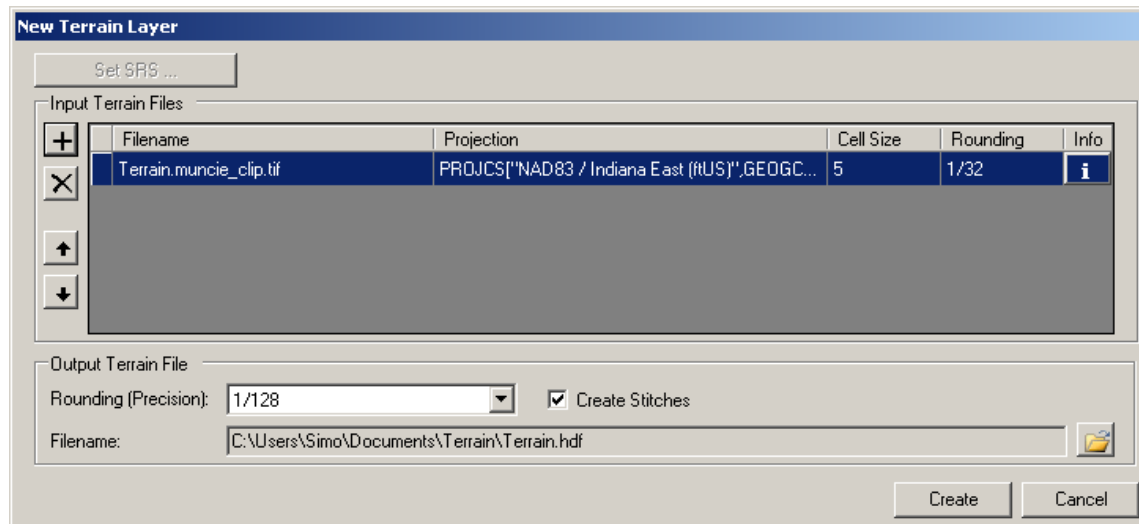 New Terrain Layer
Set SRS ...
Input Terrain Files
Filename Projection Cell Size Rounding Info
Terrain.muncie_clip.tif PROJCS["NAD83 / Indiana East (ftUS)",GEOGC... 5 1/32 i
Output Terrain File
Rounding (Precision): 1/128 Create Stitches
Filename: C:\Users\Simo\Documents\Terrain\Terrain.hdf
Create Cancel